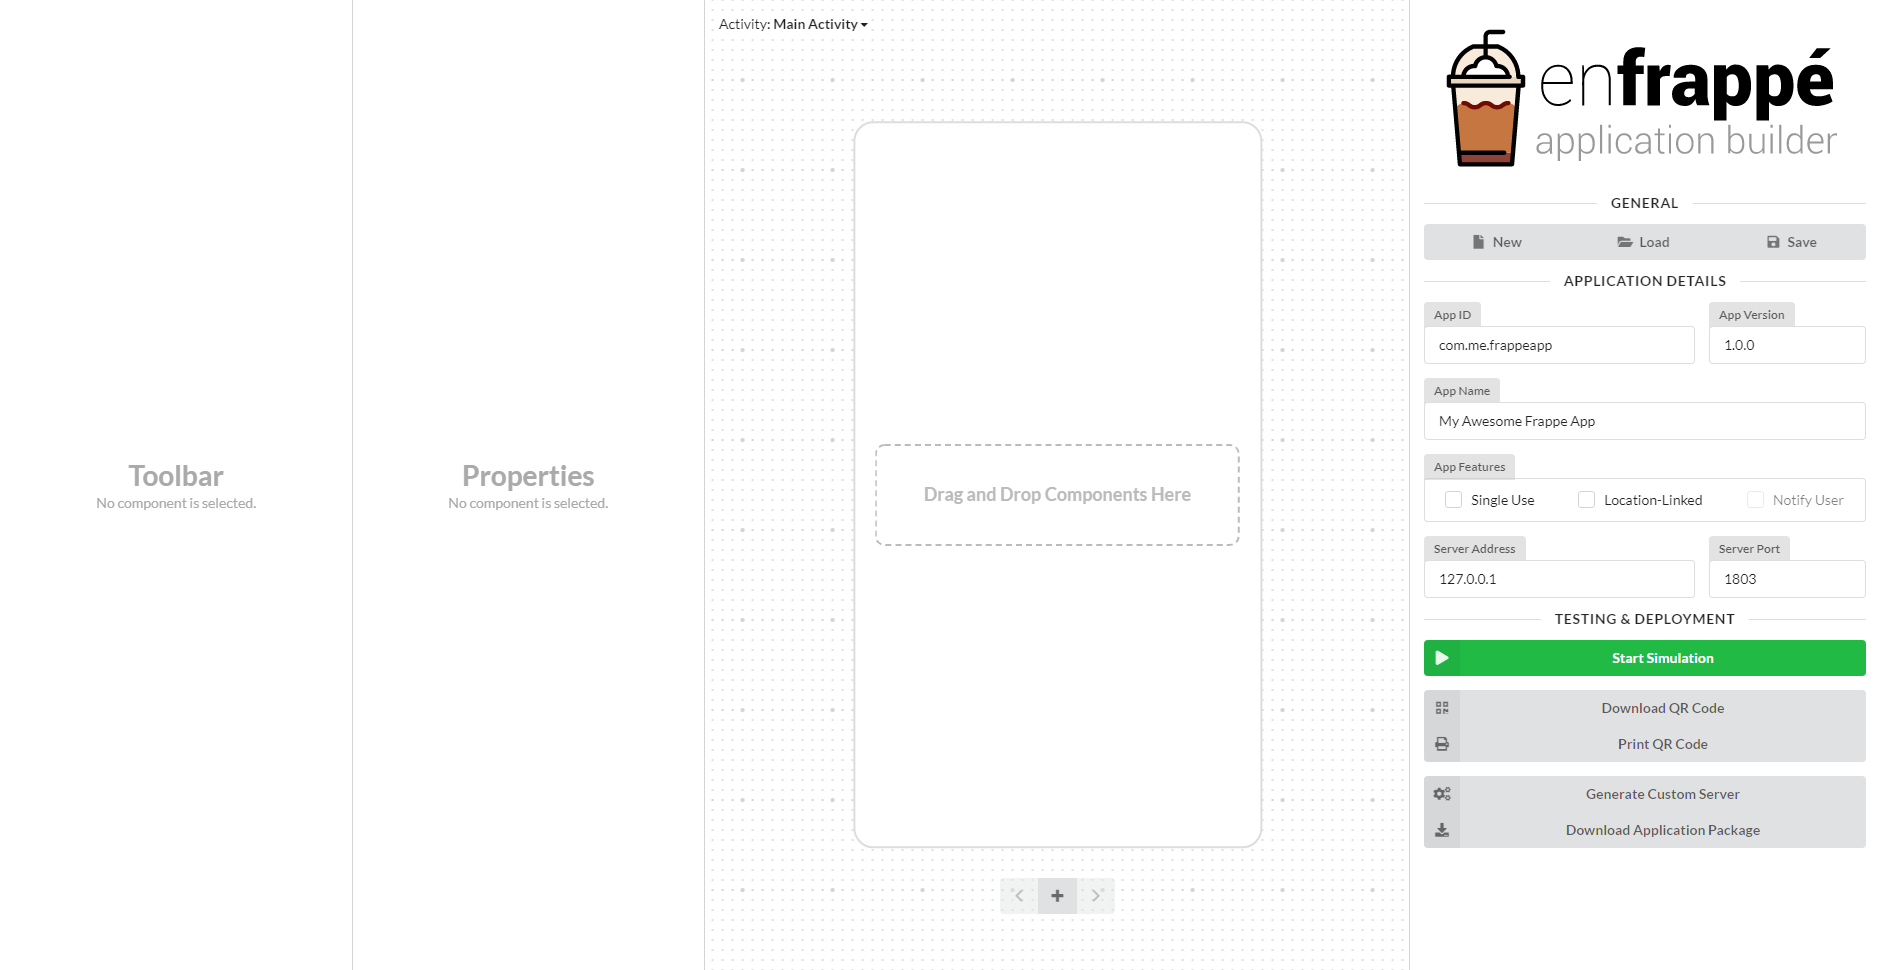 Toolbar
No component is selected.
Properties
No component is selected.
Activity: Main Activity
Drag and Drop Components Here
enfrappé
application builder
GENERAL
New Load Save
APPLICATION DETAILS
App ID App Version
com.me.frappeapp 1.0.0
App Name
My Awesome Frappe App
App Features
Single Use Location-Linked Notify User
Server Address Server Port
127.0.0.1 1803
TESTING & DEPLOYMENT
Start Simulation
Download QR Code
Print QR Code
Generate Custom Server
Download Application Package